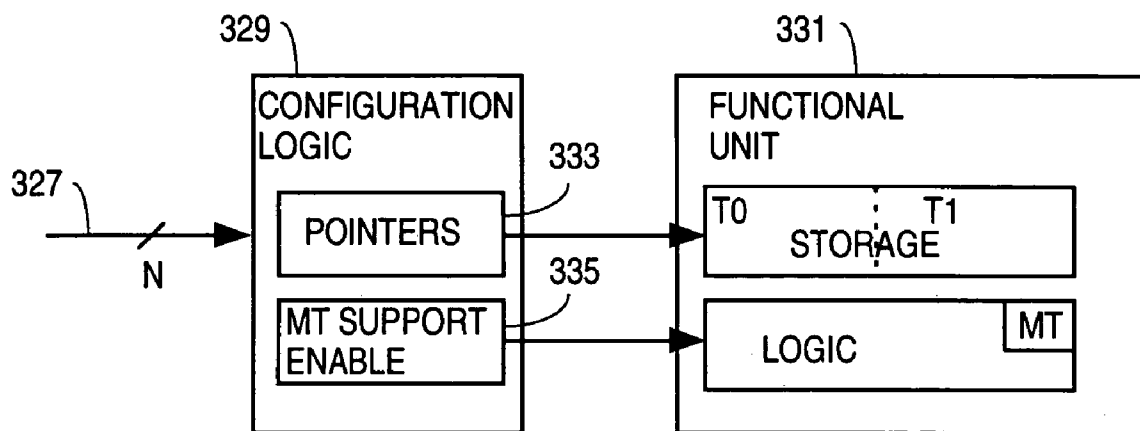 329
331
CONFIGURATION
LOGIC
FUNCTIONAL
UNIT
327
333
N
POINTERS
T0
T1
STORAGE
335
MT SUPPORT
ENABLE
LOGIC
MT